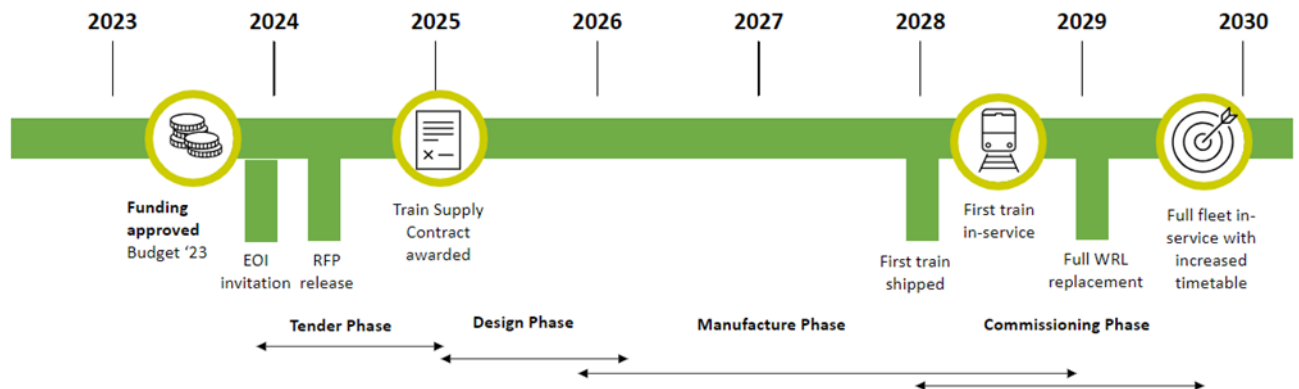 2023 2024 2025 2026 2027 2028 2029 2030
Funding
approved
Budget '23
EOI
invitation
RFP
release
Train Supply
Contract
awarded
First train
shipped
First train
in-service
Full WRL
replacement
Full fleet in-
service with
increased
timetable
Tender Phase
Design Phase
Manufacture Phase
Commissioning Phase